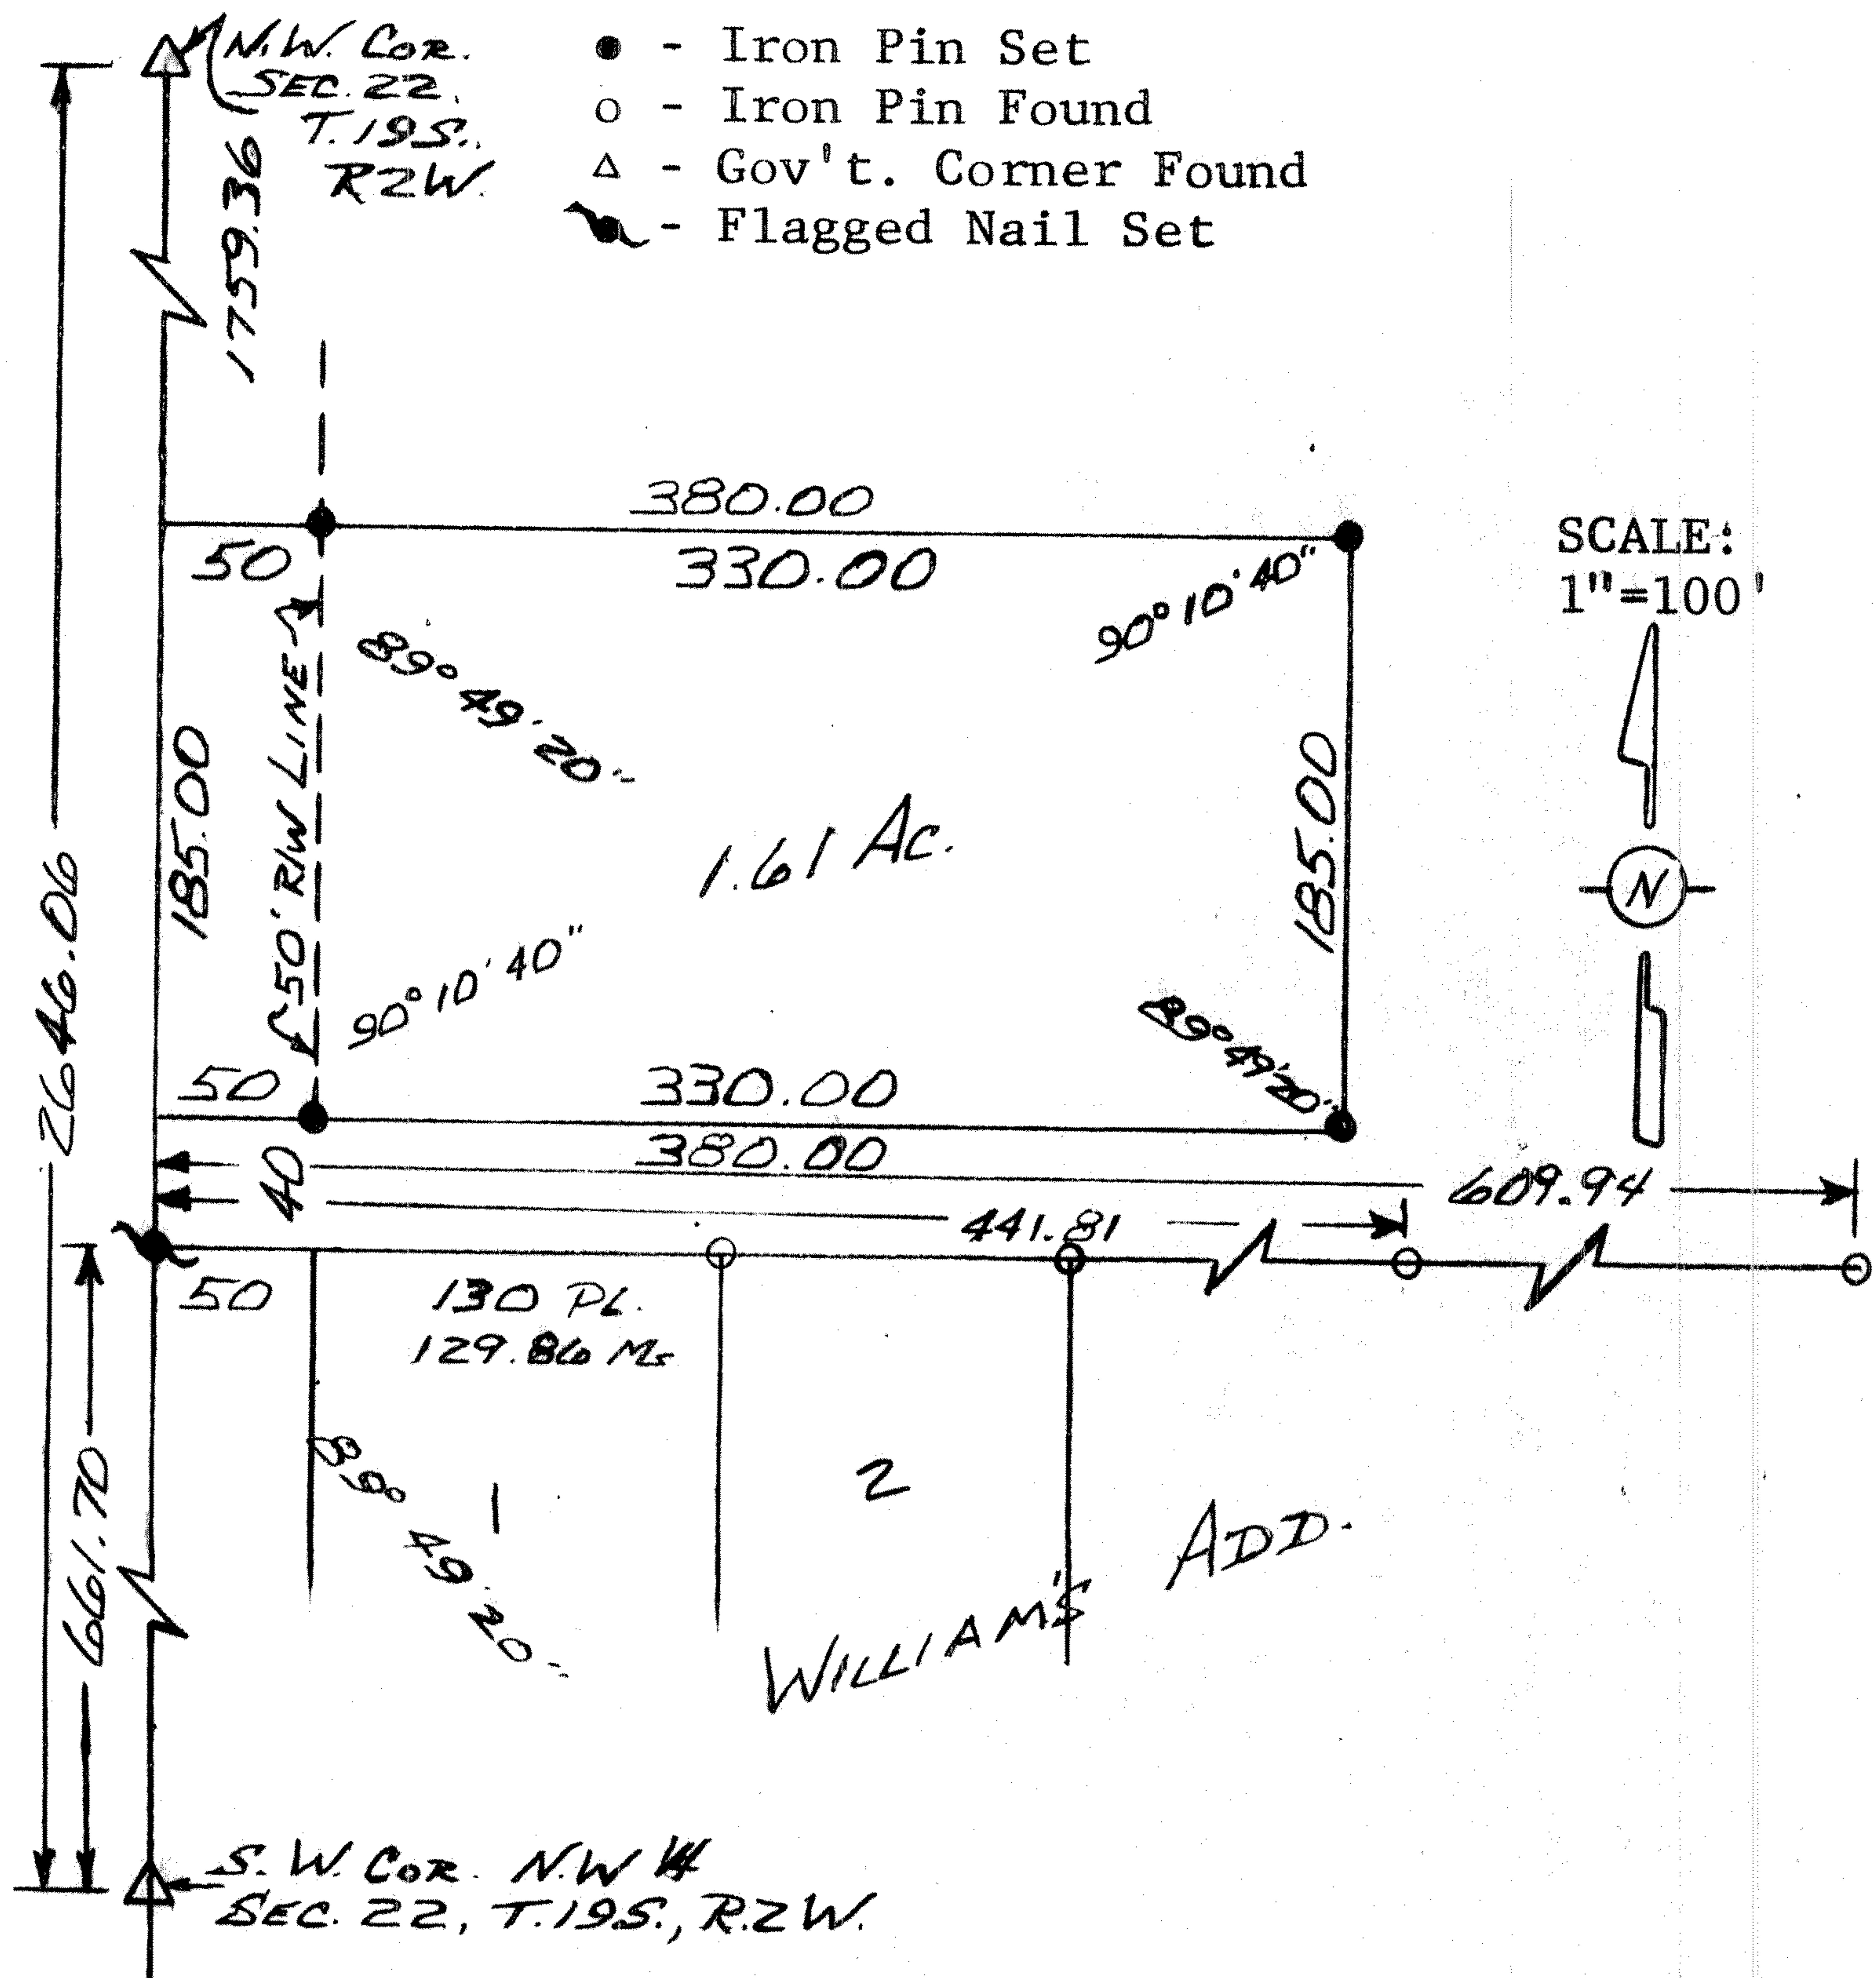 N.W. COR.
SEC. 22,
T. 19S.,
R2W.
● - Iron Pin Set
○ - Iron Pin Found
△ - Gov't. Corner Found
- Flagged Nail Set
1759.36
380.00
50
330.00
90° 10' 40"
SCALE:
1"=100'
89° 49' 20"
50' R/W LINE
185.00
185.00
1.61 AC.
N
2646.06
90° 10' 40"
89° 49' 20"
50
330.00
380.00
40
609.94
441.81
50
130 PL.
129.86 Ms
661.70
89° 49' 20"
1
2
WILLIAM'S ADD.
S. W. COR. N.W 1/4
SEC. 22, T.19S., R.2W.